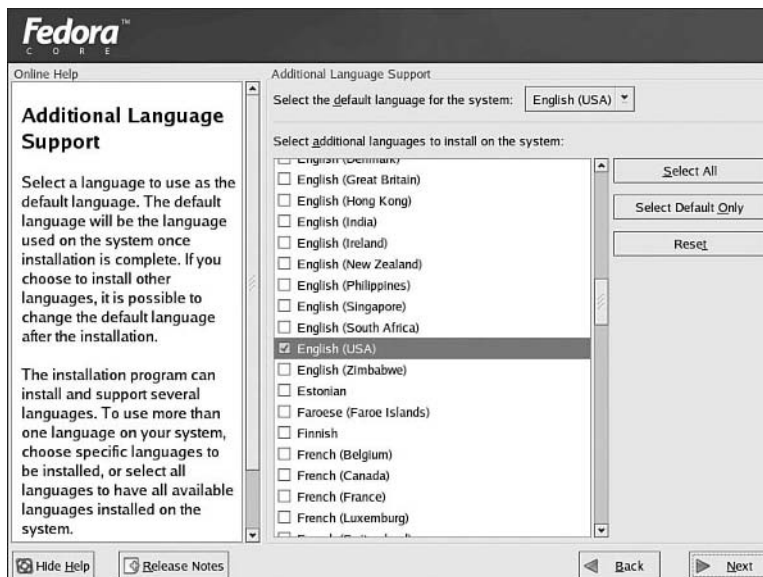 Fedora™
CORE
Online Help
Additional Language
Support
Select a language to use as the
default language. The default
language will be the language
used on the system once
installation is complete. If you
choose to install other
languages, it is possible to
change the default language
after the installation.
The installation program can
install and support several
languages. To use more than
one language on your system,
choose specific languages to
be installed, or select all
languages to have all available
languages installed on the
system.
Additional Language Support
Select the default language for the system: English (USA)
Select additional languages to install on the system:
English (Denmark)
English (Great Britain)
English (Hong Kong)
English (India)
English (Ireland)
English (New Zealand)
English (Philippines)
English (Singapore)
English (South Africa)
English (USA)
English (Zimbabwe)
Estonian
Faroese (Faroe Islands)
Finnish
French (Belgium)
French (Canada)
French (France)
French (Luxemburg)
Select All
Select Default Only
Reset
Hide Help
Release Notes
Back
Next